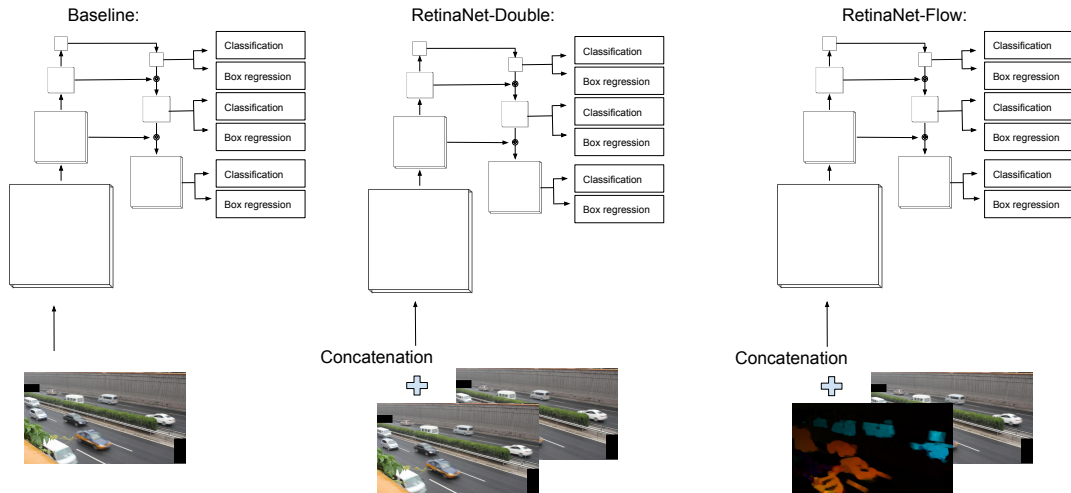 Baseline:
Classification
Box regression
Classification
Box regression
Classification
Box regression
RetinaNet-Double:
Classification
Box regression
Classification
Box regression
Classification
Box regression
Concatenation
RetinaNet-Flow:
Classification
Box regression
Classification
Box regression
Classification
Box regression
Concatenation